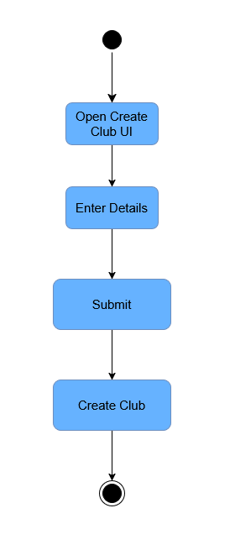 Open Create
Club UI
Enter Details
Submit
Create Club